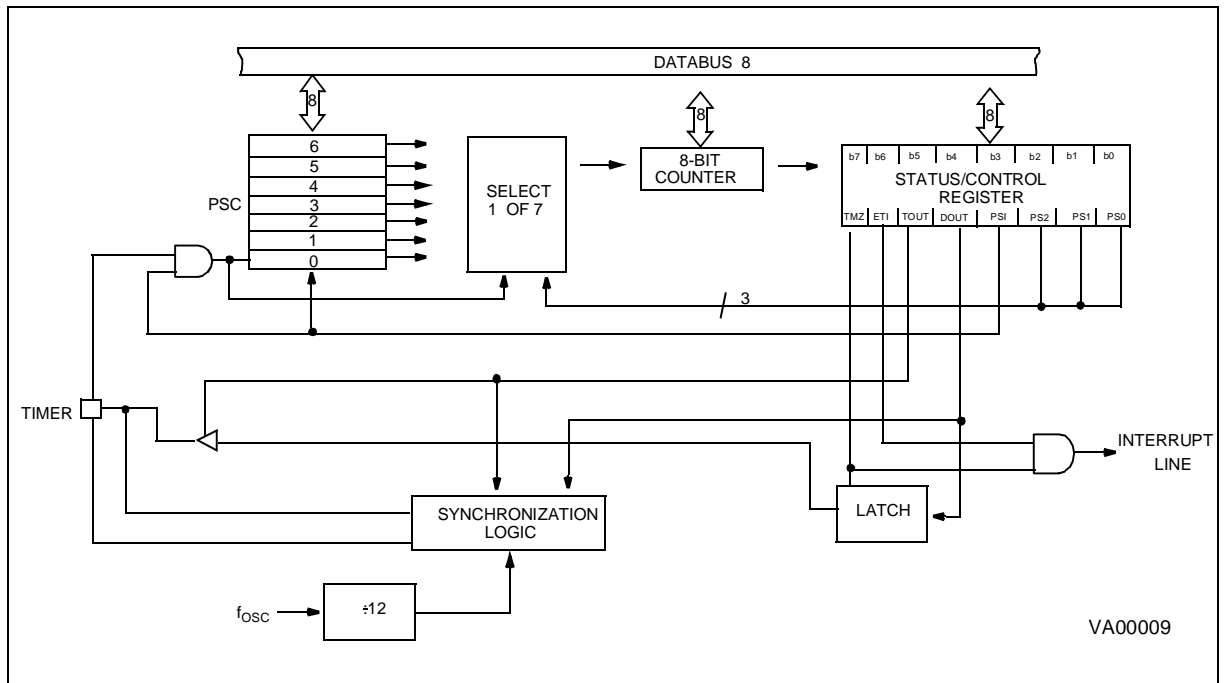 DATABUS 8
8
8
8
6
5
4
3
2
1
0
PSC
SELECT
1 OF 7
8-BIT
COUNTER
b7 b6 b5 b4 b3 b2 b1 b0
STATUS/CONTROL
REGISTER
TMZ ETI TOUT DOUT PSI PS2 PS1 PS0
3
TIMER
INTERRUPT
LINE
SYNCHRONIZATION
LOGIC
LATCH
fOSC
÷12
VA00009